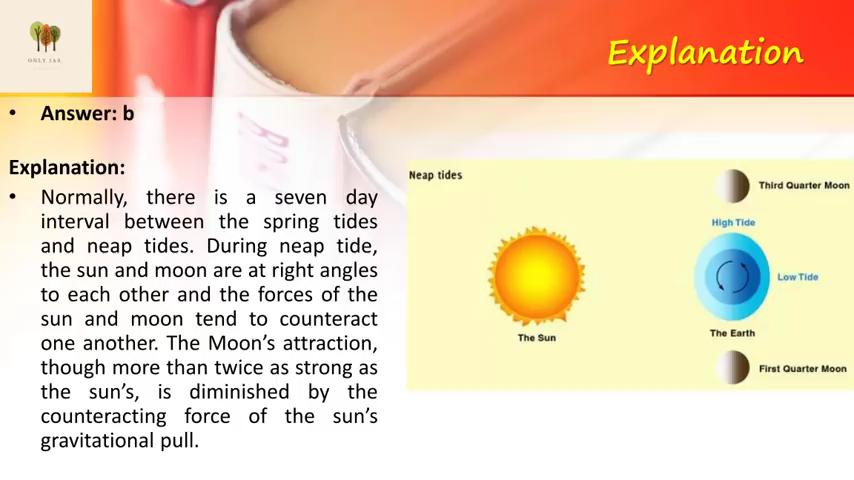 ONLY IAS
Explanation
• Answer: b
Explanation:
• Normally, there is a seven day
interval between the spring tides
and neap tides. During neap tide,
the sun and moon are at right angles
to each other and the forces of the
sun and moon tend to counteract
one another. The Moon's attraction,
though more than twice as strong as
the sun's, is diminished by the
counteracting force of the sun's
gravitational pull.
Neap tides
Third Quarter Moon
High Tide
Low Tide
The Sun
The Earth
First Quarter Moon